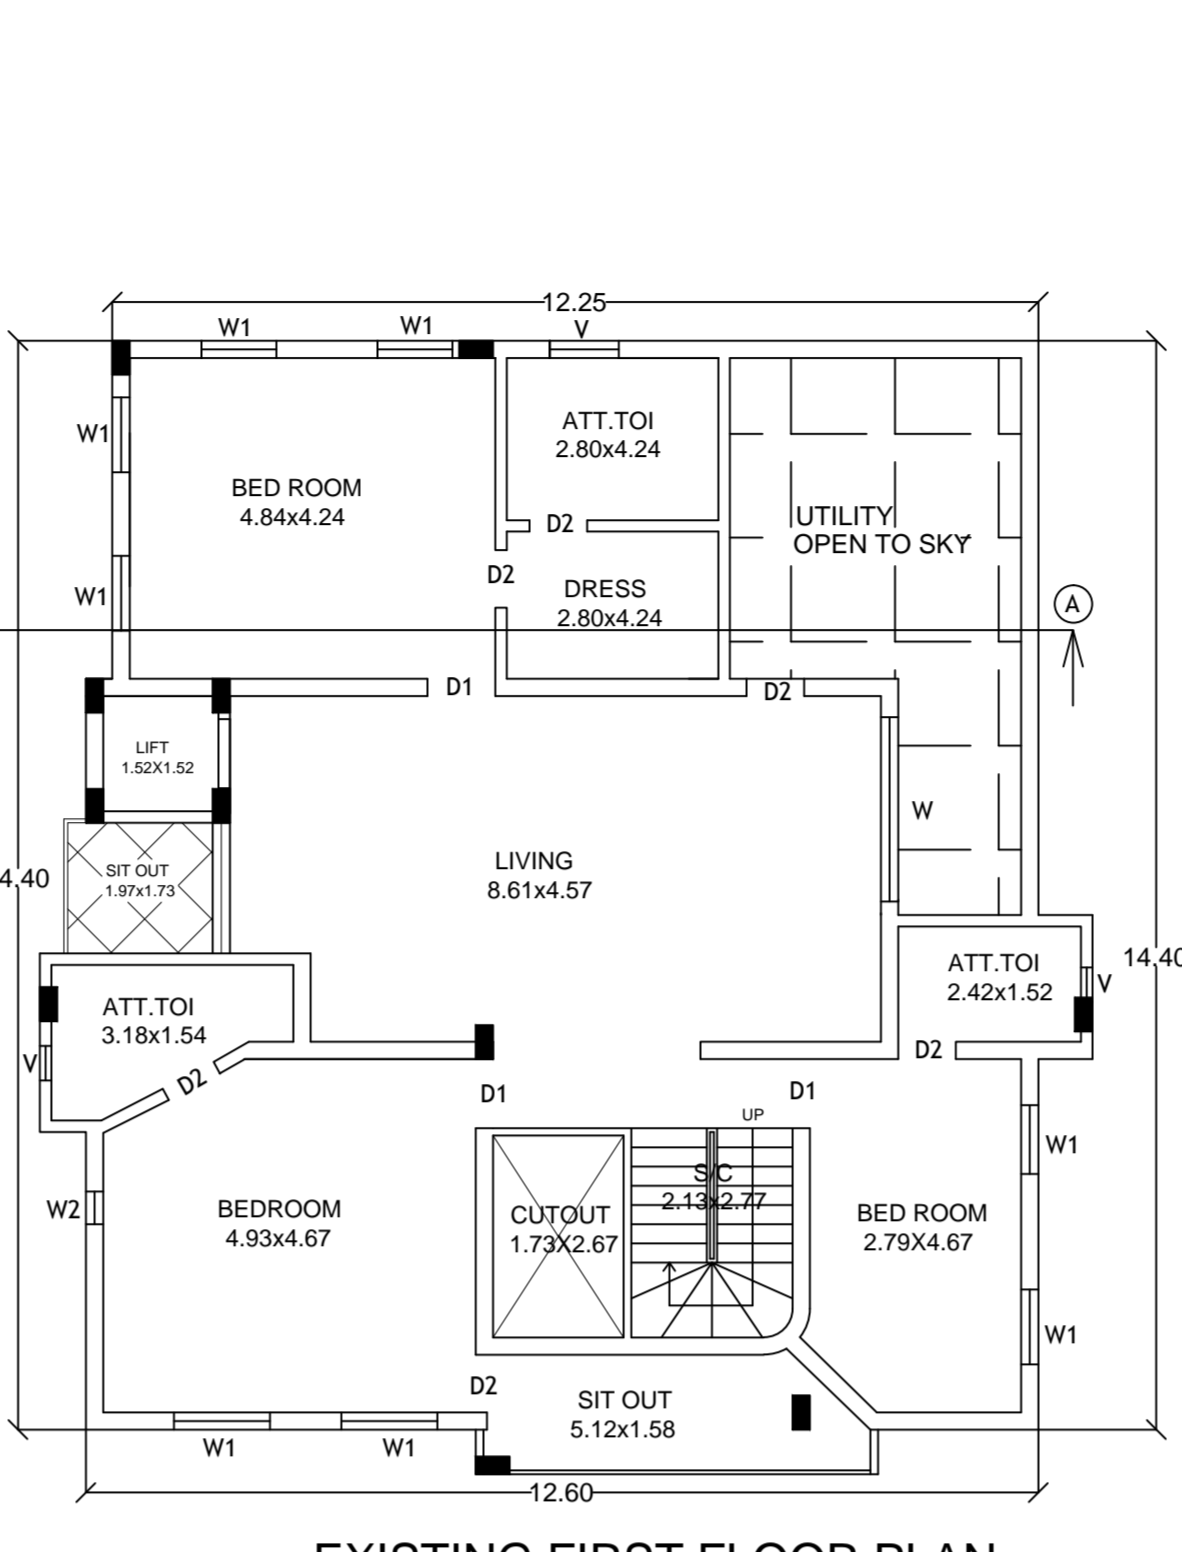 12.25
W1
W1
V
W1
ATT.TOI
2.80x4.24
BED ROOM
4.84x4.24
UTILITY
OPEN TO SKY
D2
D2
W1
DRESS
2.80x4.24
A
D1
D2
LIFT
1.52X1.52
W
SIT OUT
1.97x1.73
LIVING
8.61x4.57
4.40
14.40
ATT.TOI
2.42x1.52
V
ATT.TOI
3.18x1.54
V
D2
D2
D1
D1
UP
W1
S/C
2.13x2.77
BEDROOM
4.93x4.67
W2
CUTOUT
1.73X2.67
BED ROOM
2.79X4.67
W1
D2
SIT OUT
5.12x1.58
W1
W1
12.60
EXISTING FIRST FLOOR PLAN